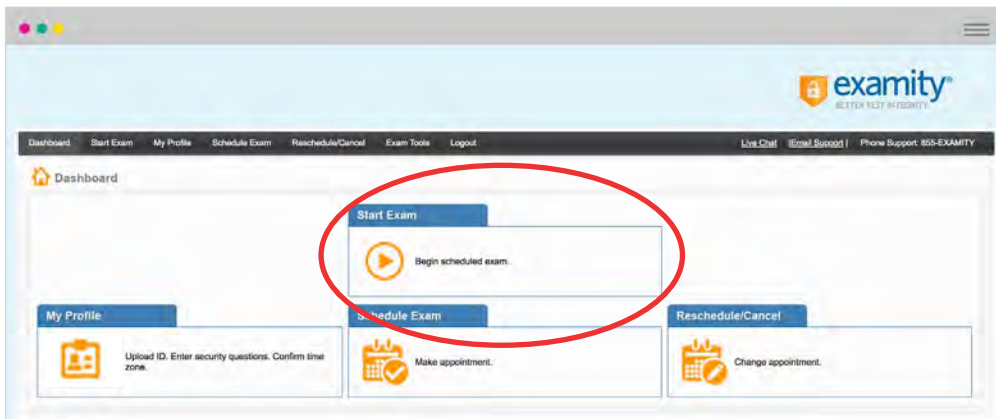 examity®
BETTER TEST INTEGRITY
Dashboard Start Exam My Profile Schedule Exam Reschedule/Cancel Exam Tools Logout Live Chat |Email Support| Phone Support: 855-EXAMITY
Dashboard
Start Exam
Begin scheduled exam.
My Profile
Upload ID. Enter security questions. Confirm time
zone.
Schedule Exam
Make appointment.
Reschedule/Cancel
Change appointment.